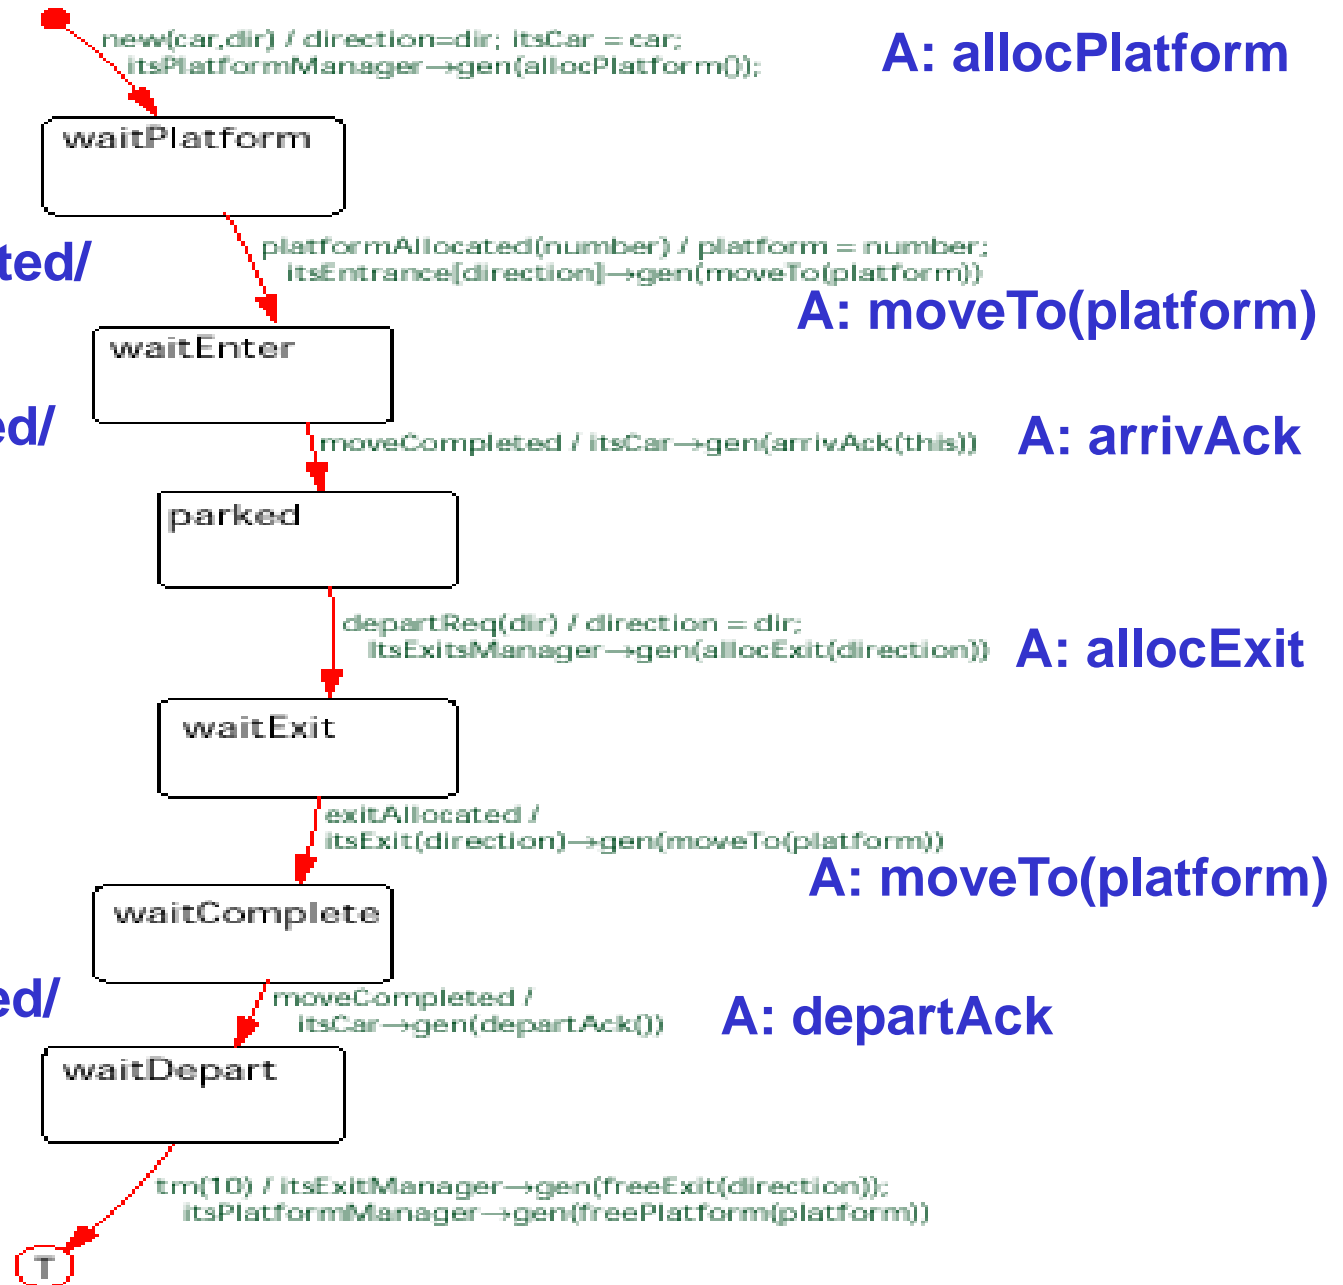 new(car,dir) / direction=dir; itsCar = car;
itsPlatformManager→gen(allocPlatform());
A: allocPlatform
waitPlatform
ted/
platformAllocated(number) / platform = number;
itsEntrance[direction]→gen(moveTo(platform))
A: moveTo(platform)
waitEnter
ed/
moveCompleted / itsCar→gen(arrivAck(this))
A: arrivAck
parked
departReq(dir) / direction = dir;
ItsExitsManager→gen(allocExit(direction))
A: allocExit
waitExit
exitAllocated /
itsExit(direction)→gen(moveTo(platform))
A: moveTo(platform)
waitComplete
ed/
moveCompleted /
itsCar→gen(departAck())
A: departAck
waitDepart
tm(10) / itsExitManager→gen(freeExit(direction));
itsPlatformManager→gen(freePlatform(platform))
T